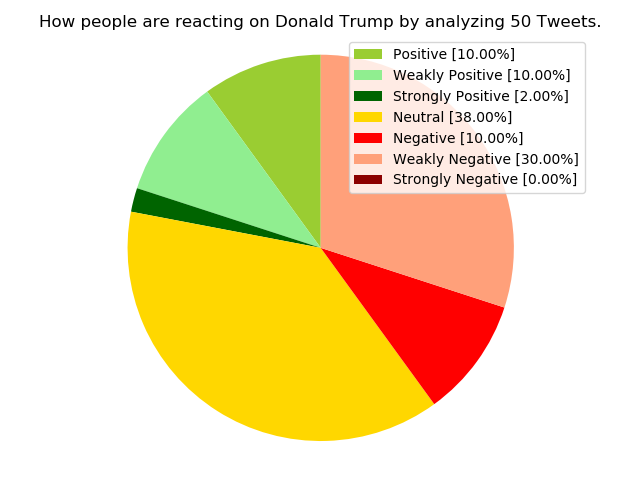 How people are reacting on Donald Trump by analyzing 50 Tweets.
Positive [10.00%]
Weakly Positive [10.00%]
Strongly Positive [2.00%]
Neutral [38.00%]
Negative [10.00%]
Weakly Negative [30.00%]
Strongly Negative [0.00%]